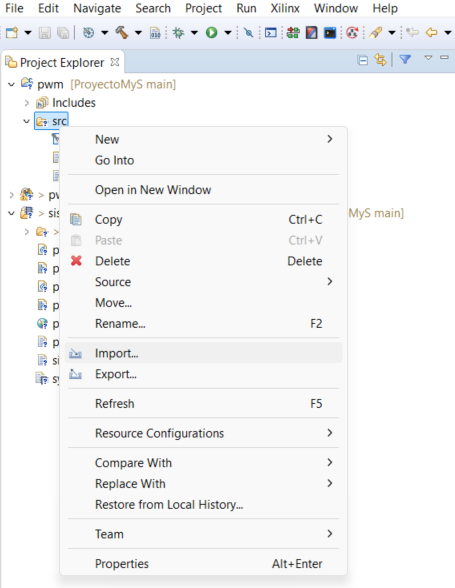 File Edit Navigate Search Project Run Xilinx Window Help
Project Explorer
pwm [ProyectoMyS main]
Includes
src
New
Go Into
Open in New Window
Copy Ctrl+C
MyS main]
Paste Ctrl+V
Delete Delete
Source
Move...
Rename... F2
Import...
Export...
Refresh F5
Resource Configurations
Compare With
Replace With
Restore from Local History...
Team
Properties Alt+Enter